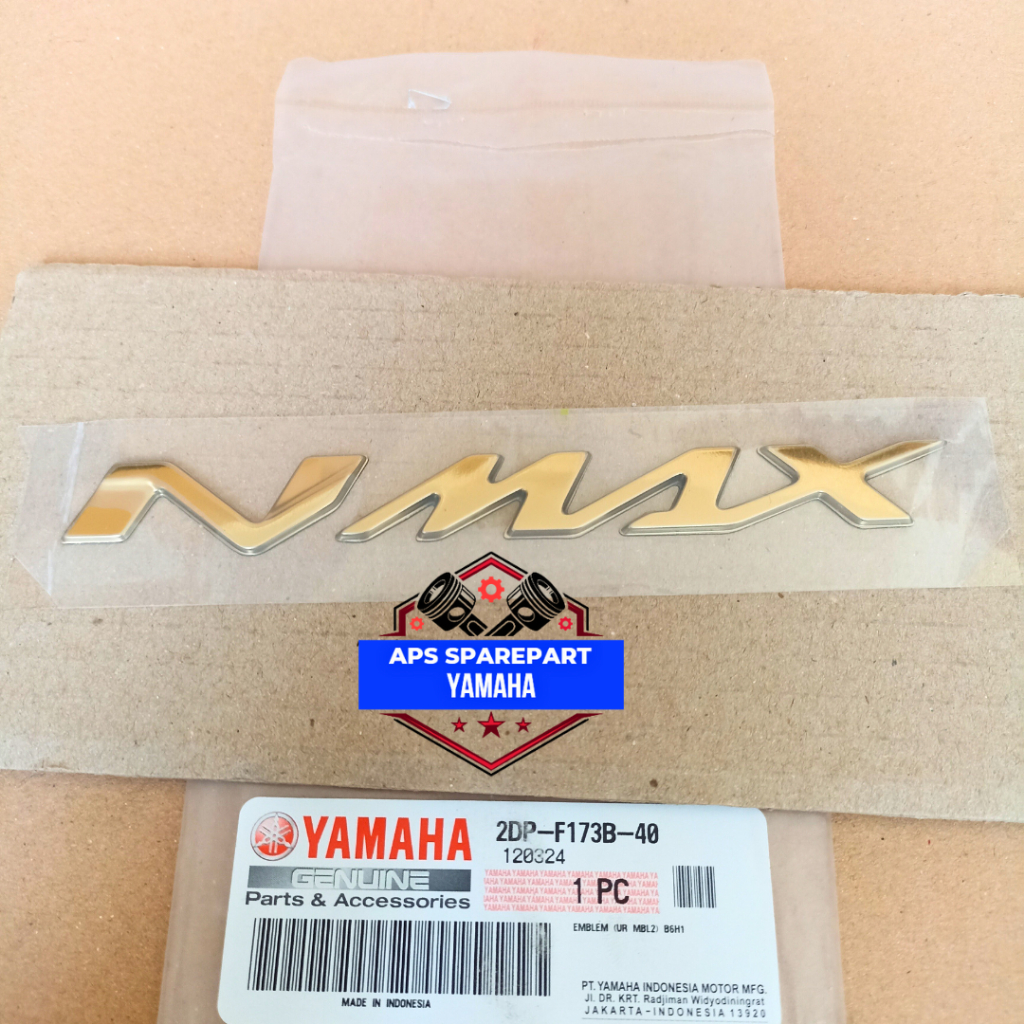 NMAX
APS SPAREPART
YAMAHA
YAMAHA
GENUINE
Parts & Accessories
2DP-F173B-40
120324
1 PC
EMBLEM (UR MBL2) B6H1
MADE IN INDONESIA
PT. YAMAHA INDONESIA MOTOR MFG.
Jl. DR. KRT. Radjiman Widyodiningrat
JAKARTA-INDONESIA 13920